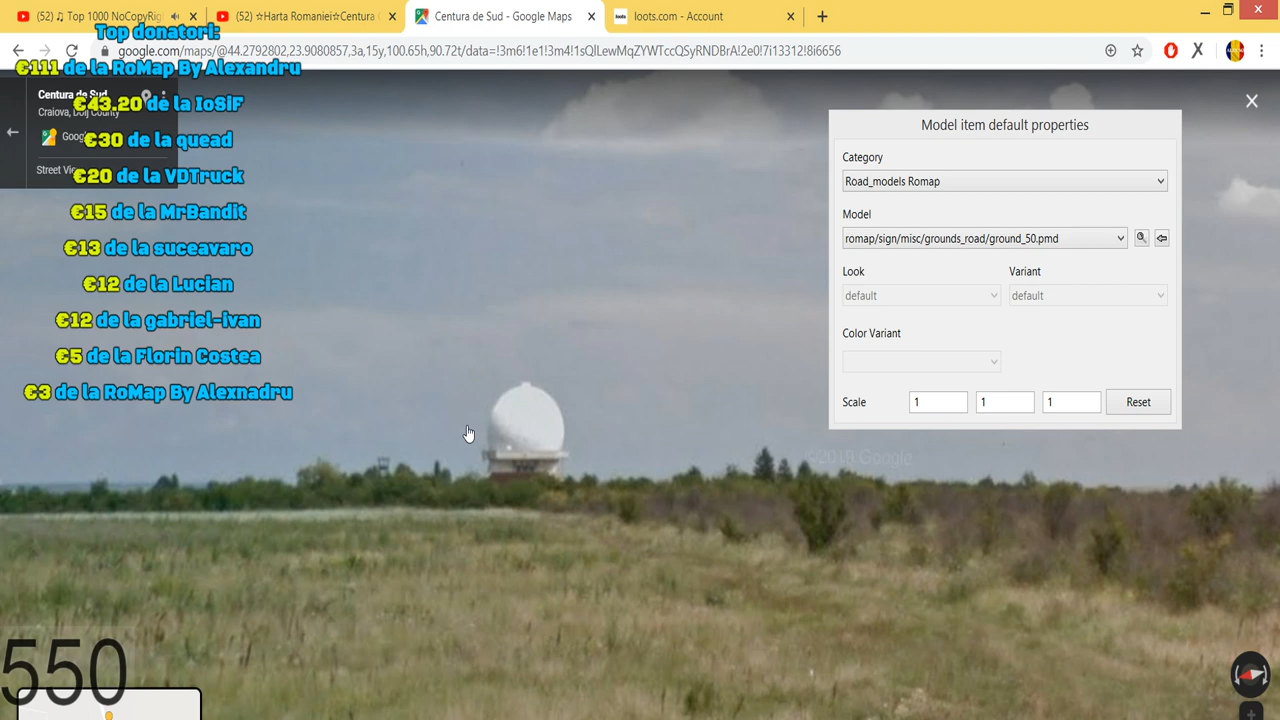 (52) ♫ Top 1000 NoCopyRig
(52) ☆Harta Romaniei☆Centura C
Centura de Sud - Google Maps
loots.com - Account
google.com/maps/@44.2792802,23.9080857,3a,15y,100.65h,90.72t/data=!3m6!1e1!3m4!1sQlLewMqZYWTccQSyRNDBrA!2e0!7i13312!8i6656
Top donatori:
€111 de la RoMap By Alexandru
Centura de Sud
€43.20 de la IoSiF
Craiova, Dolj County
Goog
€30 de la quead
Street Vie
€20 de la VDTruck
€15 de la MrBandit
€13 de la suceavaro
€12 de la Lucian
€12 de la gabriel-ivan
€5 de la Florin Costea
€3 de la RoMap By Alexnadru
Model item default properties
Category
Road_models Romap
Model
romap/sign/misc/grounds_road/ground_50.pmd
Look
Variant
default
default
Color Variant
Scale
1
1
1
Reset
©2019 Google
550